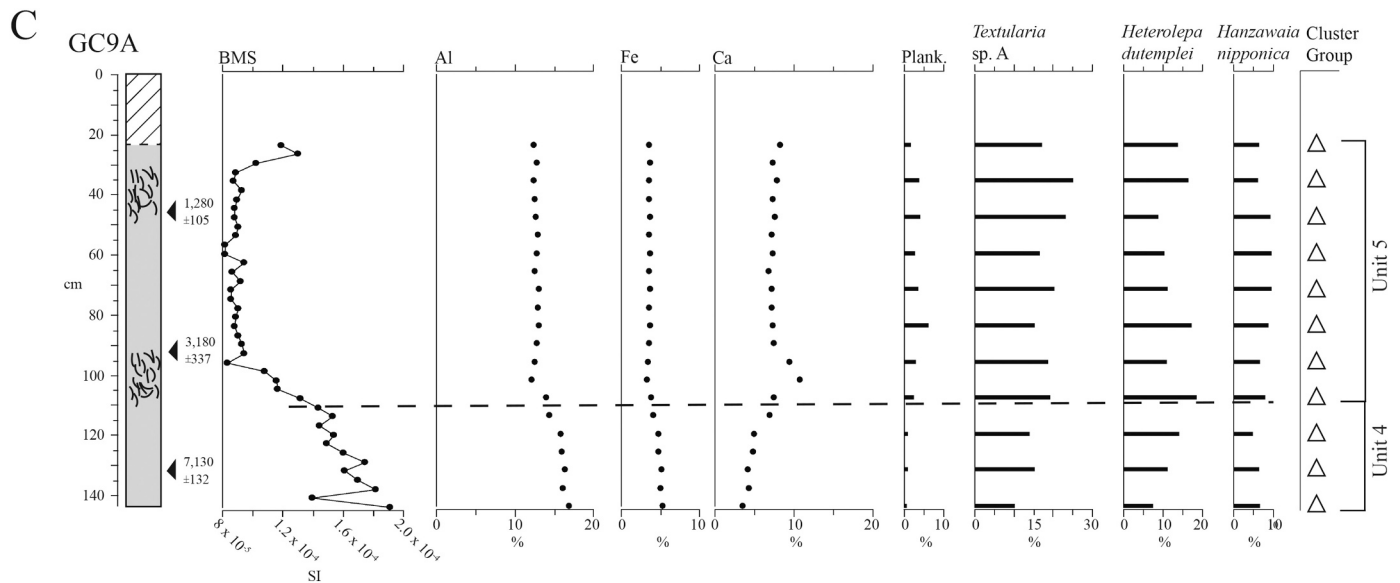 C
GC9A
BMS
Al
Fe
Ca
Plank.
Textularia
sp. A
Heterolepa
dutemplei
Hanzawaia
nipponica
Cluster
Group
0
20
40
60
cm
80
100
120
140
1,280
±105
3,180
±337
7,130
±132
Unit 5
Unit 4
8 x 10-5
1.2 x 10-4
1.6 x 10-4
2.0 x 10-4
SI
0 10 20
%
0 10
%
0 10 20
%
0 10
%
0 15 30
%
0 10 20
%
0 10
%